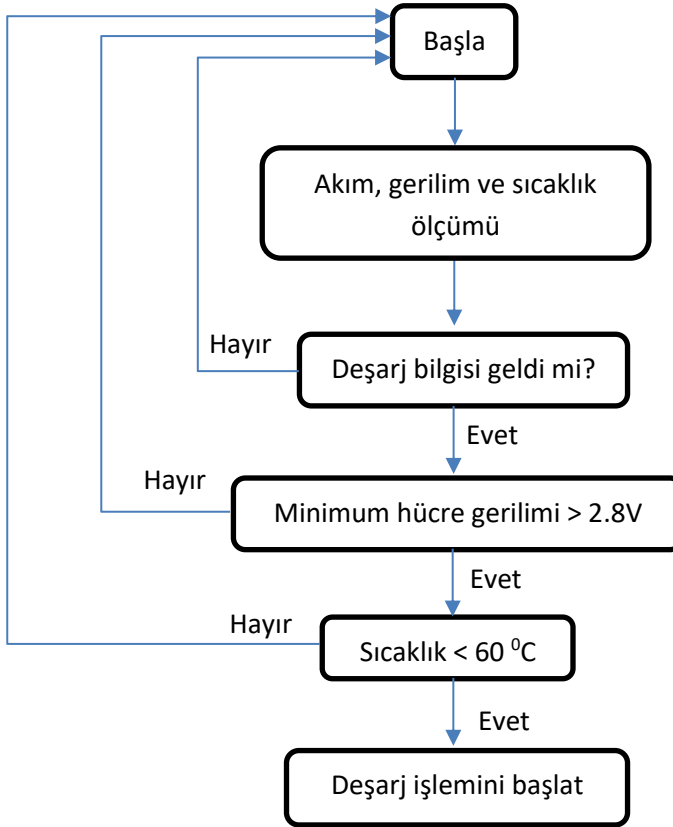 Başla
Akım, gerilim ve sıcaklık
ölçümü
Hayır
Deşarj bilgisi geldi mi?
Evet
Hayır
Minimum hücre gerilimi > 2.8V
Evet
Hayır
Sıcaklık < 60 ⁰C
Evet
Deşarj işlemini başlat